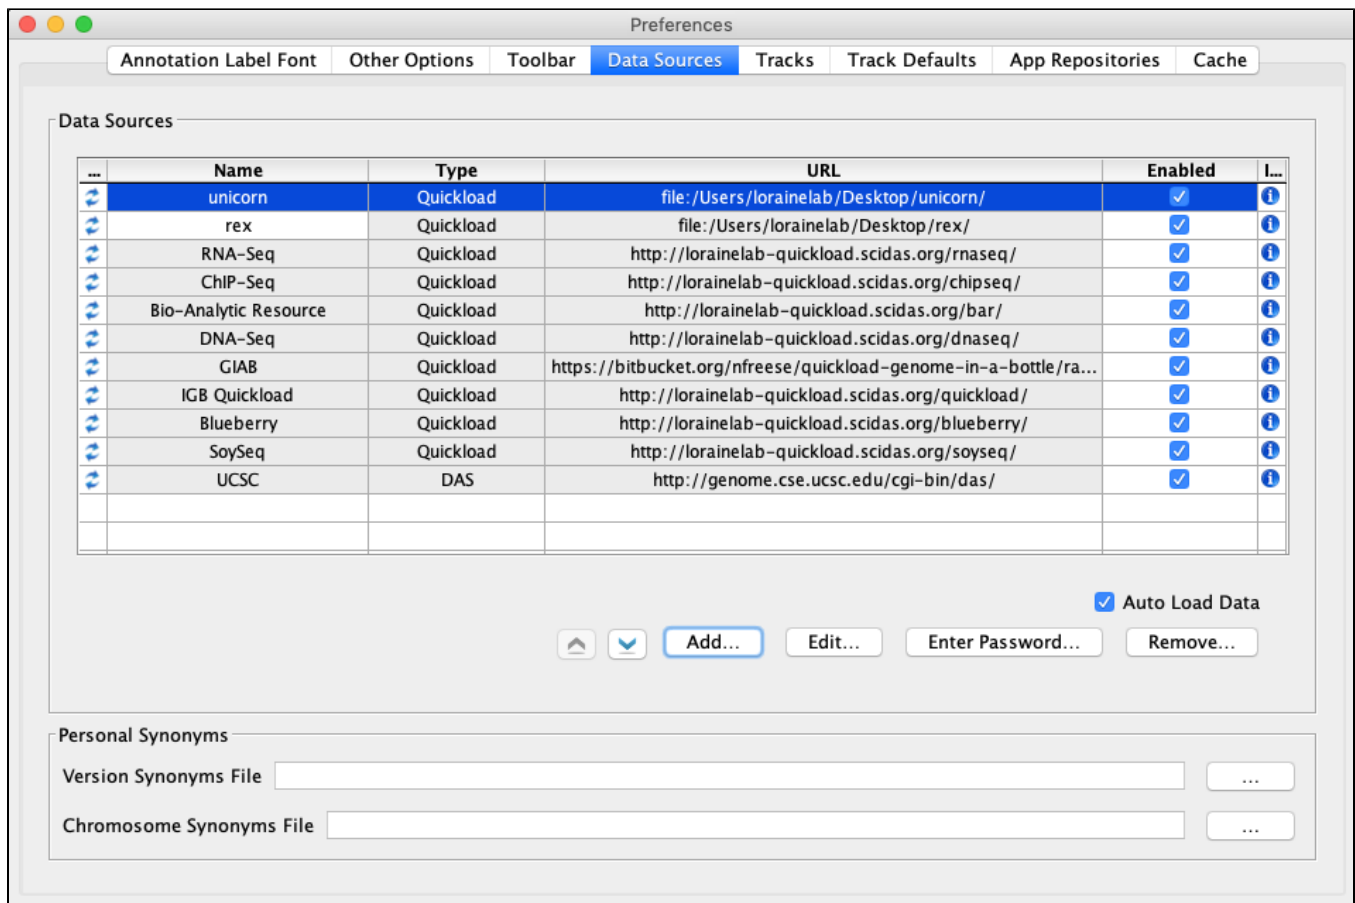 Preferences
Annotation Label Font Other Options Toolbar Data Sources Tracks Track Defaults App Repositories Cache
Data Sources
... Name Type URL Enabled I...
unicorn Quickload file:/Users/lorainelab/Desktop/unicorn/
rex Quickload file:/Users/lorainelab/Desktop/rex/
RNA-Seq Quickload http://lorainelab-quickload.scidas.org/rnaseq/
ChIP-Seq Quickload http://lorainelab-quickload.scidas.org/chipseq/
Bio-Analytic Resource Quickload http://lorainelab-quickload.scidas.org/bar/
DNA-Seq Quickload http://lorainelab-quickload.scidas.org/dnaseq/
GIAB Quickload https://bitbucket.org/nfreese/quickload-genome-in-a-bottle/ra...
IGB Quickload Quickload http://lorainelab-quickload.scidas.org/quickload/
Blueberry Quickload http://lorainelab-quickload.scidas.org/blueberry/
SoySeq Quickload http://lorainelab-quickload.scidas.org/soyseq/
UCSC DAS http://genome.cse.ucsc.edu/cgi-bin/das/
Auto Load Data
Add... Edit... Enter Password... Remove...
Personal Synonyms
Version Synonyms File ...
Chromosome Synonyms File ...